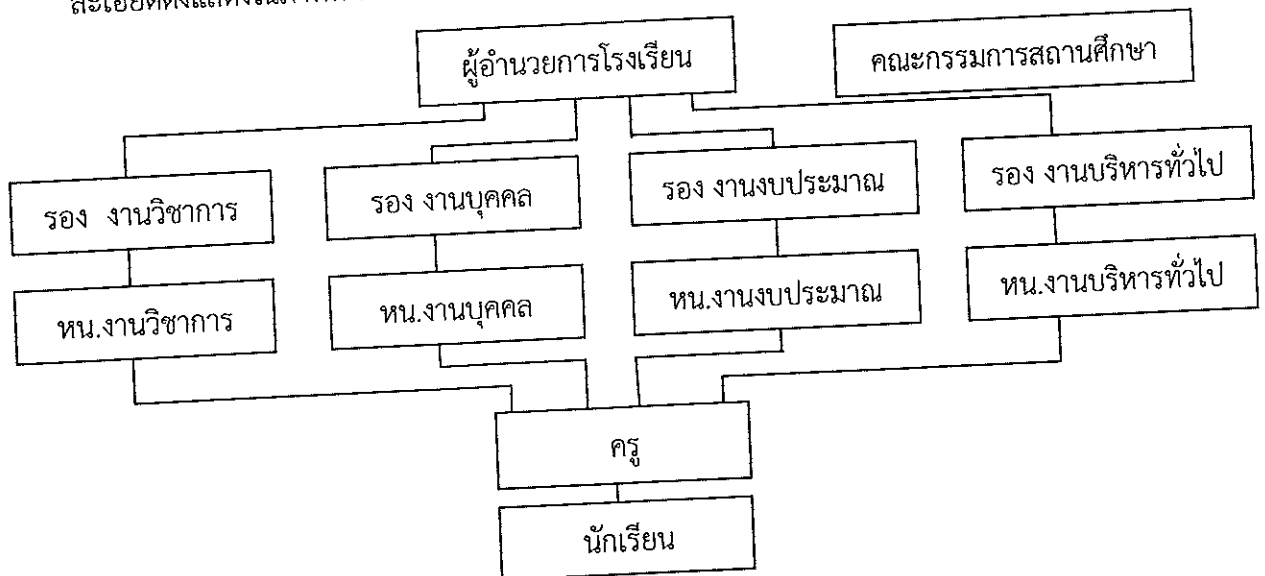 ผู้อำนวยการโรงเรียน
คณะกรรมการสถานศึกษา
รอง งานวิชาการ
รอง งานบุคคล
รอง งานงบประมาณ
รอง งานบริหารทั่วไป
หน.งานวิชาการ
หน.งานบุคคล
หน.งานงบประมาณ
หน.งานบริหารทั่วไป
ครู
นักเรียน